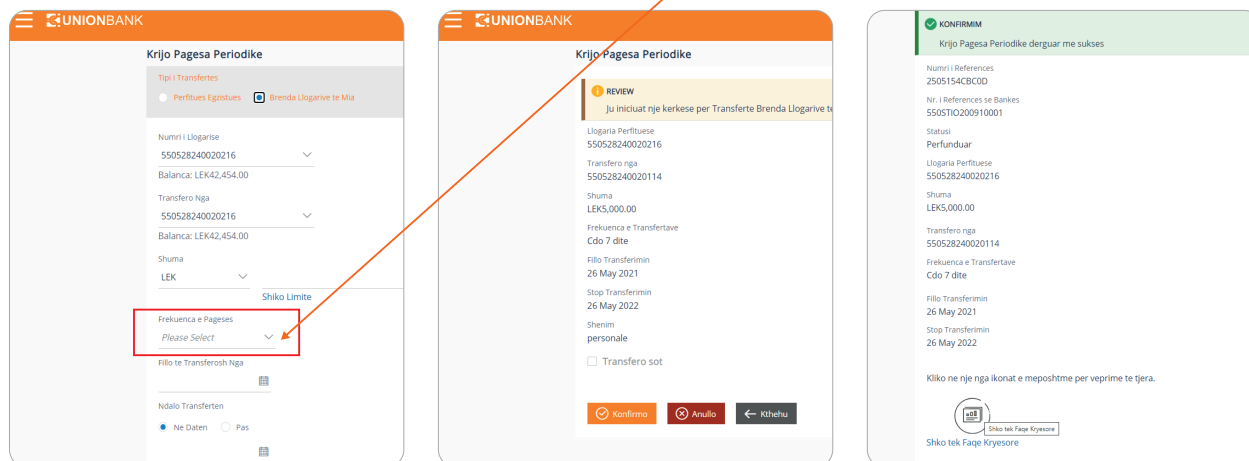 UNIONBANK
Krijo Pagesa Periodike
Tipi i Transfertes
Perfitues Egzistues Brenda Llogarive te Mia
Numri i Llogarise
550528240020216
Balanca: LEK42,454.00
Transfero Nga
550528240020216
Balanca: LEK42,454.00
Shuma
LEK
Shiko Limite
Frekuenca e Pageses
Please Select
Fillo te Transferosh Nga
Ndalo Transferten
Ne Daten Pas
UNIONBANK
Krijo Pagesa Periodike
REVIEW
Ju iniciuat nje kerkese per Transferte Brenda Llogarive te
Llogaria Perfituese
550528240020216
Transfero nga
550528240020114
Shuma
LEK5,000.00
Frekuenca e Transfertave
Cdo 7 dite
Fillo Transferimin
26 May 2021
Stop Transferimin
26 May 2022
Shenim
personale
Transfero sot
Konfirmo Anullo Kthehu
KONFIRMIM
Krijo Pagesa Periodike derguar me sukses
Numri i References
2505154CBC0D
Nr. i References se Bankes
550STIO200910001
Statusi
Perfunduar
Llogaria Perfituese
550528240020216
Shuma
LEK5,000.00
Transfero nga
550528240020114
Frekuenca e Transfertave
Cdo 7 dite
Fillo Transferimin
26 May 2021
Stop Transferimin
26 May 2022
Kliko ne nje nga ikonat e meposhtme per veprime te tjera.
Shko tek Faqe Kryesore
Shko tek Faqe Kryesore